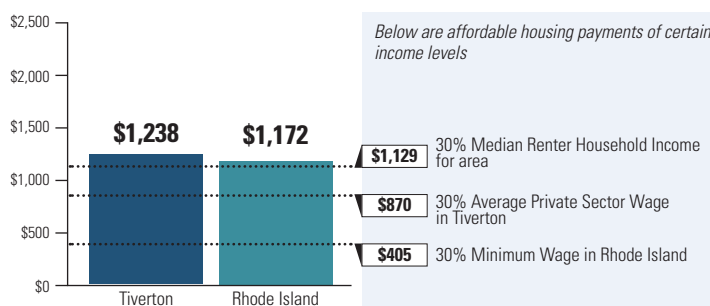 $2,500
$2,000
$1,500
$1,000
$500
$0
$1,238
$1,172
Tiverton
Rhode Island
Below are affordable housing payments of certain
income levels
$1,129
30% Median Renter Household Income
for area
$870
30% Average Private Sector Wage
in Tiverton
$405
30% Minimum Wage in Rhode Island